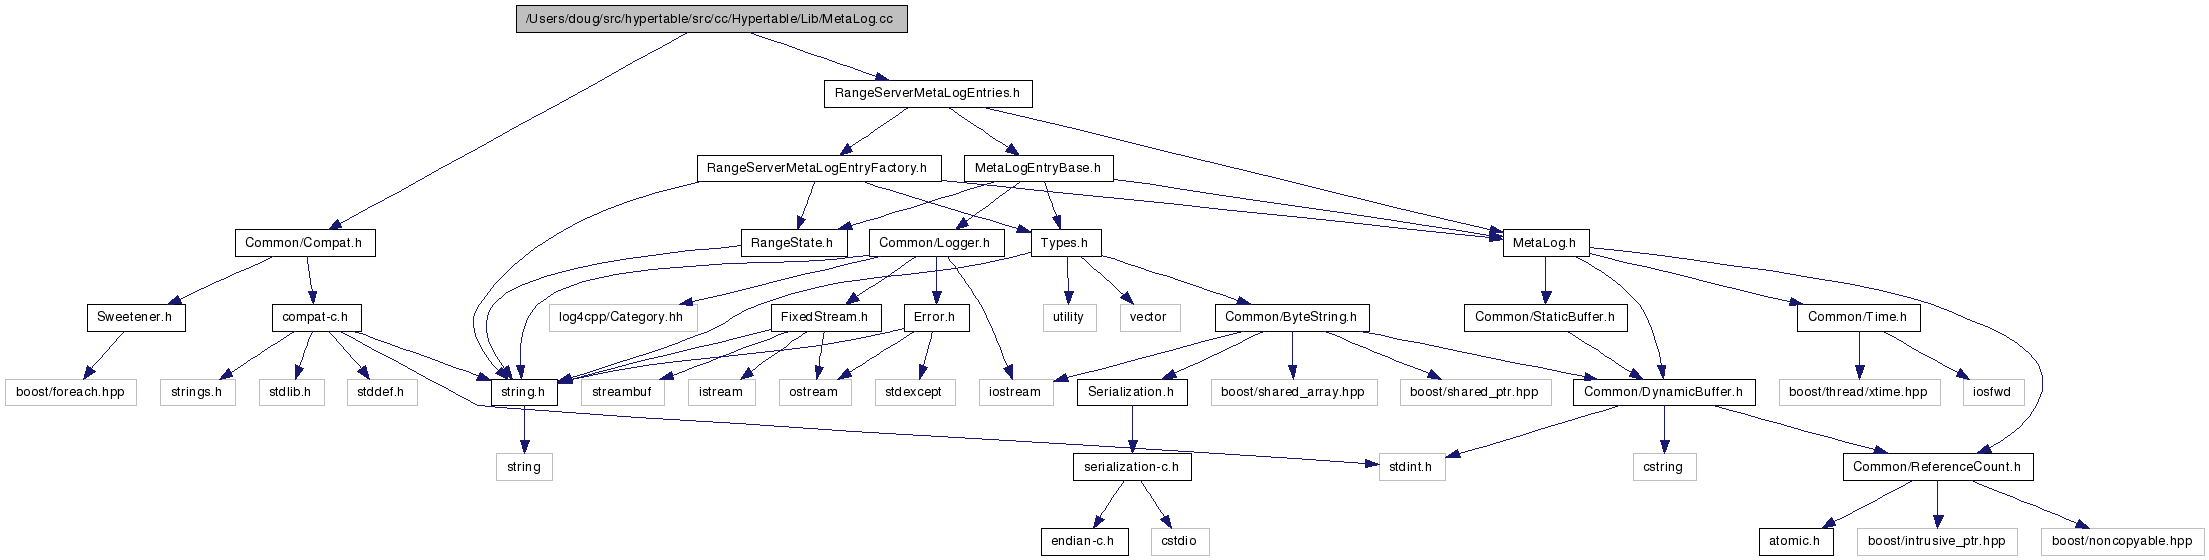 /Users/doug/src/hypertable/src/cc/Hypertable/Lib/MetaLog.cc
RangeServerMetaLogEntries.h
RangeServerMetaLogEntryFactory.h
MetaLogEntryBase.h
Common/Compat.h
RangeState.h
Common/Logger.h
Types.h
MetaLog.h
Sweetener.h
compat-c.h
log4cpp/Category.hh
FixedStream.h
Error.h
utility
vector
Common/ByteString.h
Common/StaticBuffer.h
Common/Time.h
boost/foreach.hpp
strings.h
stdlib.h
stddef.h
string.h
streambuf
istream
ostream
stdexcept
iostream
Serialization.h
boost/shared_array.hpp
boost/shared_ptr.hpp
Common/DynamicBuffer.h
boost/thread/xtime.hpp
iosfwd
string
serialization-c.h
stdint.h
cstring
Common/ReferenceCount.h
endian-c.h
cstdio
atomic.h
boost/intrusive_ptr.hpp
boost/noncopyable.hpp